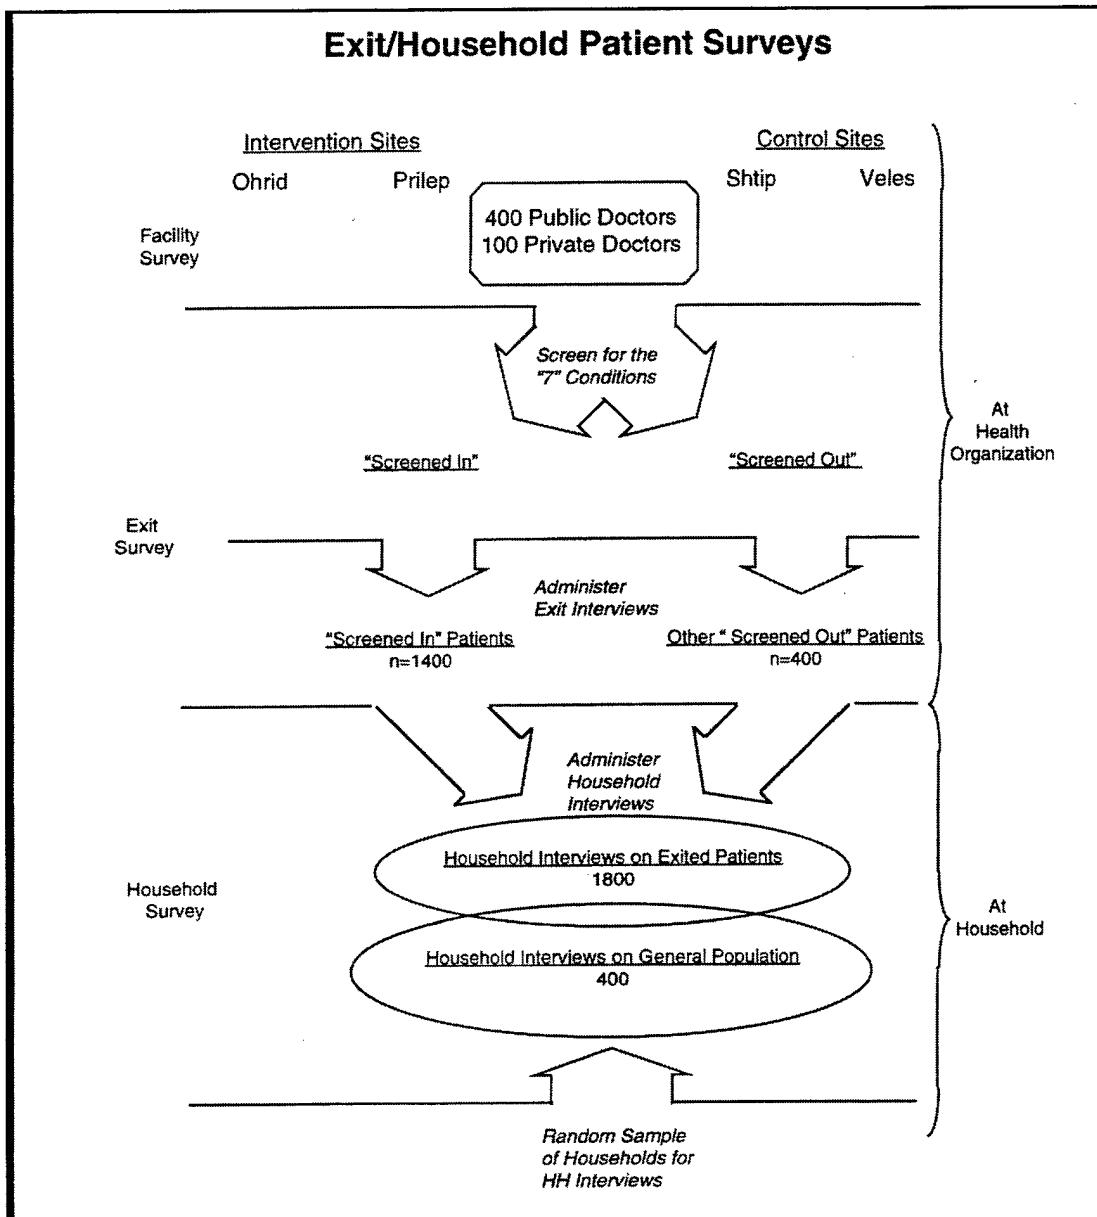 Exit/Household Patient Surveys
Intervention Sites
Control Sites
Ohrid
Prilep
Shtip
Veles
400 Public Doctors
100 Private Doctors
Facility
Survey
Screen for the
"7" Conditions
At
Health
Organization
"Screened In"
"Screened Out"
Exit
Survey
Administer
Exit Interviews
"Screened In" Patients
n=1400
Other " Screened Out" Patients
n=400
Administer
Household
Interviews
Household Interviews on Exited Patients
1800
Household
Survey
At
Household
Household Interviews on General Population
400
Random Sample
of Households for
HH Interviews